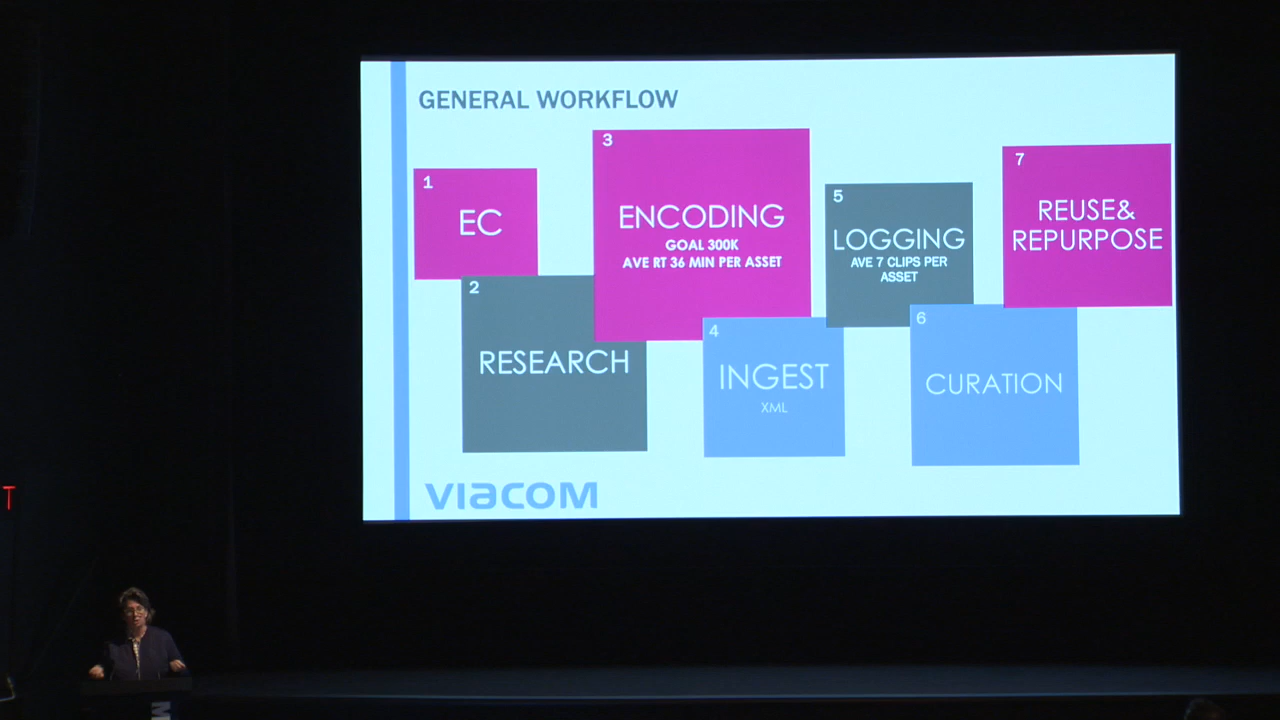 GENERAL WORKFLOW
1
EC
2
RESEARCH
3
ENCODING
GOAL 300K
AVE RT 36 MIN PER ASSET
4
INGEST
XML
5
LOGGING
AVE 7 CLIPS PER
ASSET
6
CURATION
7
REUSE&
REPURPOSE
VIACOM
T
M